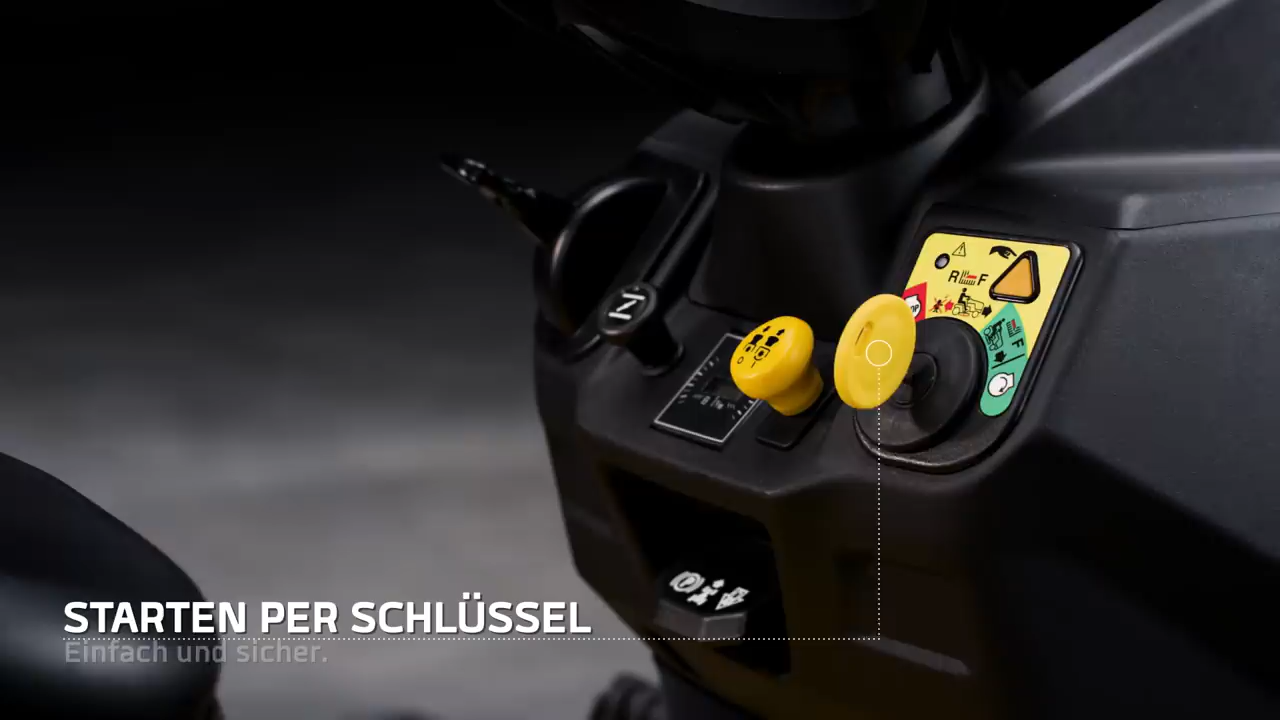 R F
F
STARTEN PER SCHLÜSSEL
Einfach und sicher.